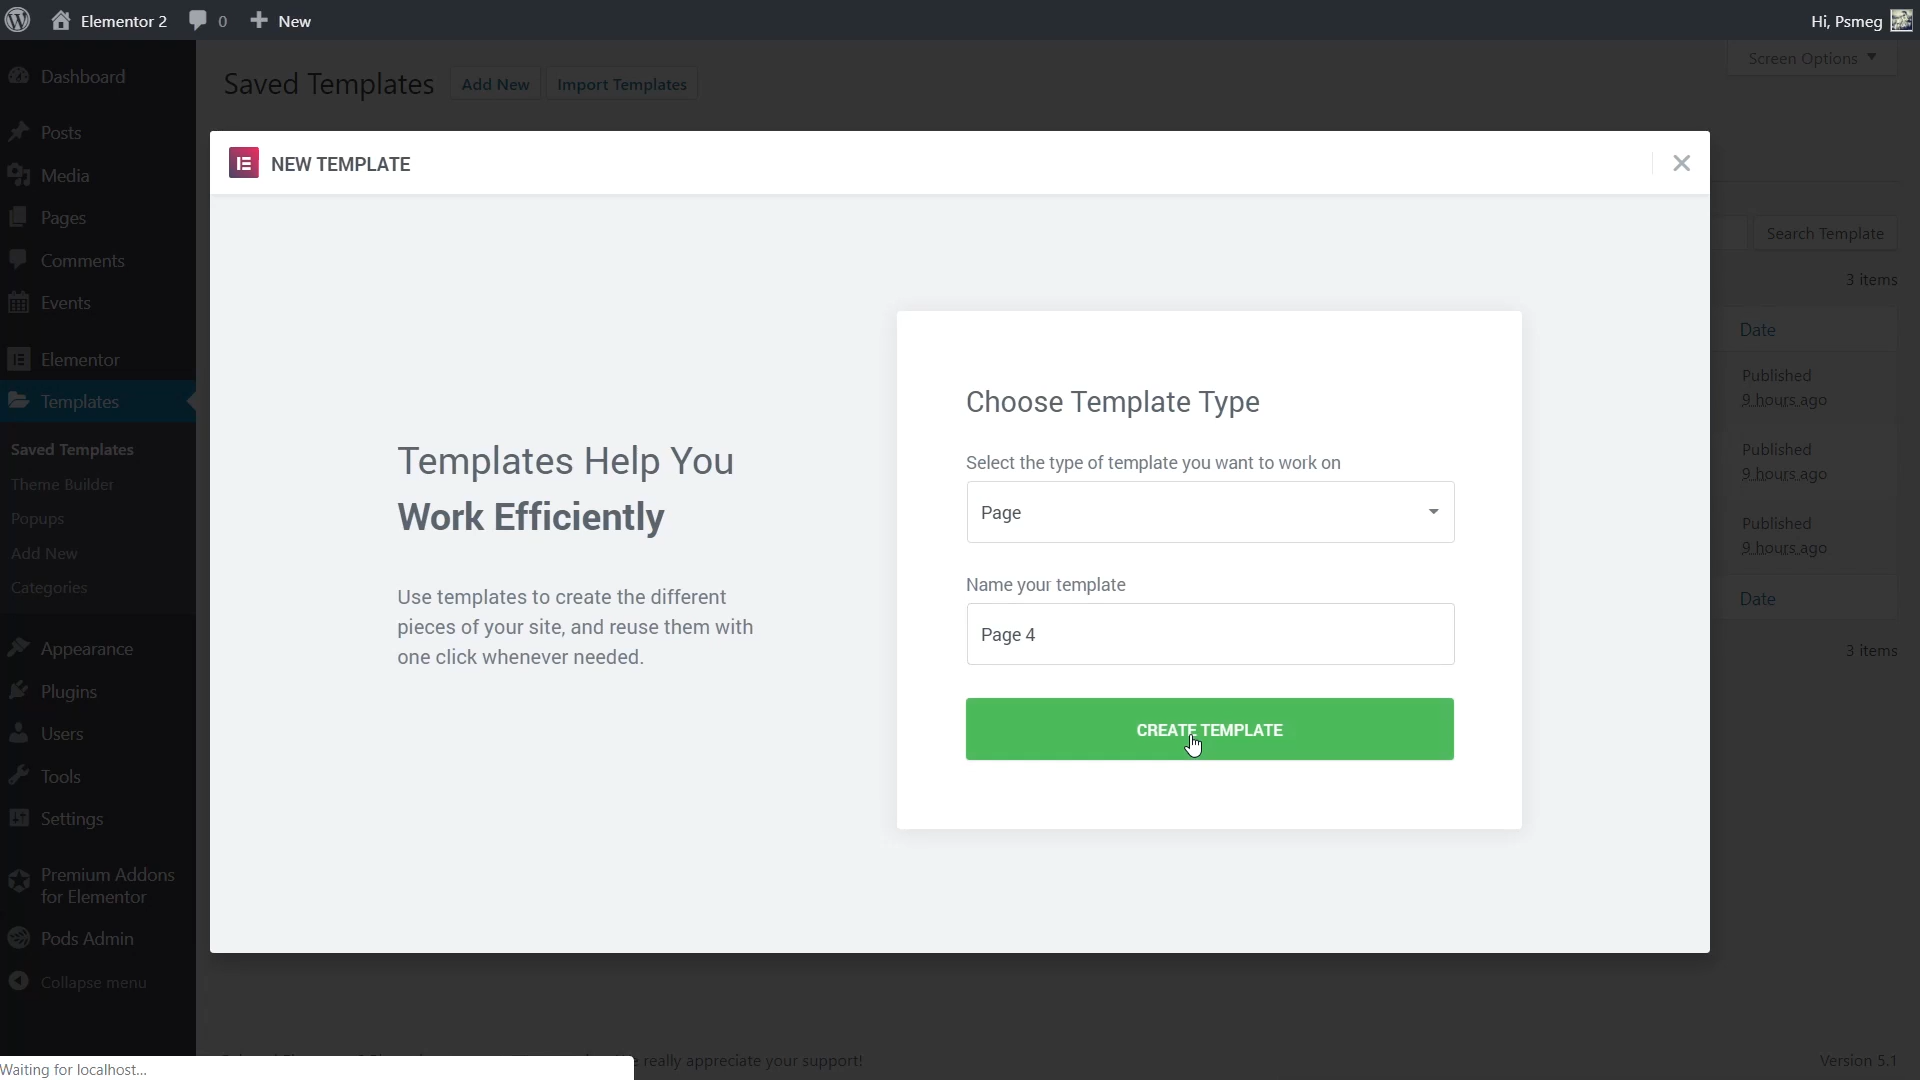 Elementor 2
0
New
Hi, Psmeg
Dashboard
Posts
Media
Pages
Comments
Events
Elementor
Templates
Saved Templates
Theme Builder
Popups
Add New
Categories
Appearance
Plugins
Users
Tools
Settings
Premium Addons
for Elementor
Pods Admin
Collapse menu
Saved Templates
Add New
Import Templates
Screen Options
NEW TEMPLATE
Templates Help You
Work Efficiently
Use templates to create the different
pieces of your site, and reuse them with
one click whenever needed.
Choose Template Type
Select the type of template you want to work on
Page
Name your template
Page 4
CREATE TEMPLATE
Search Template
3 items
Date
Published
9 hours ago
Published
9 hours ago
Published
9 hours ago
Date
3 items
really appreciate your support!
Version 5.1
Waiting for localhost...